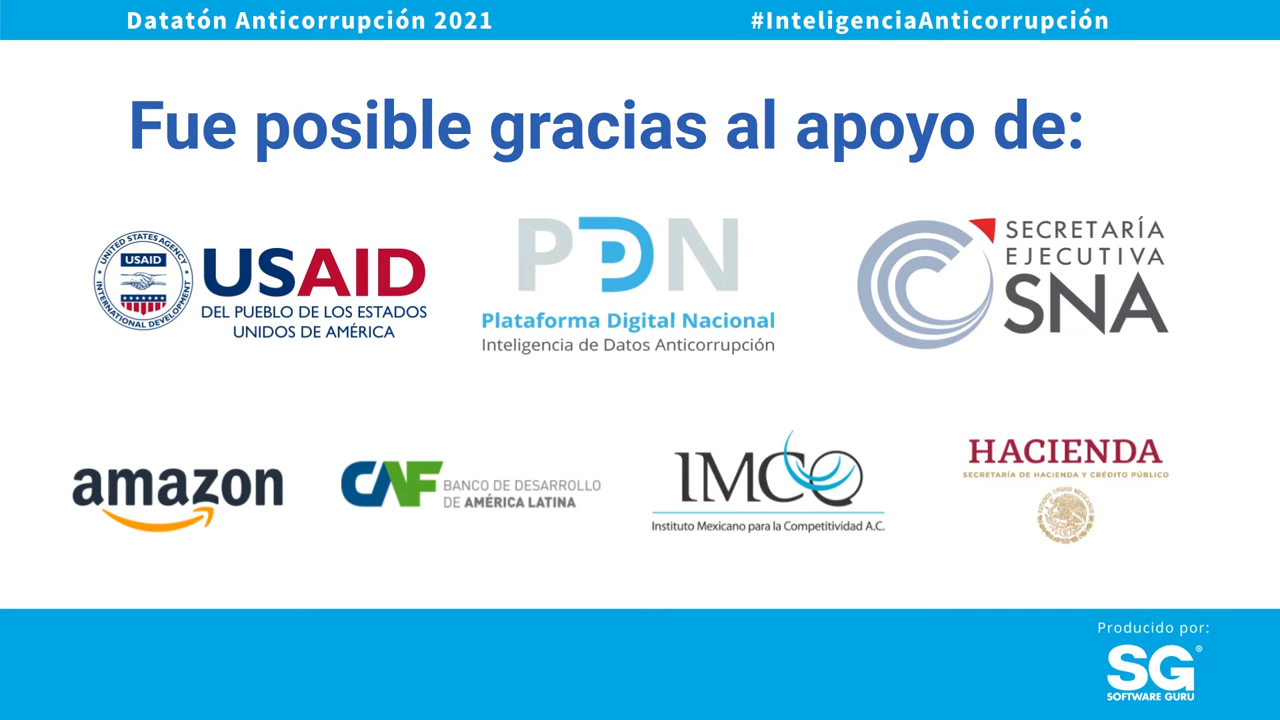 Datatón Anticorrupción 2021
#InteligenciaAnticorrupción
Fue posible gracias al apoyo de:
UNITED STATES AGENCY
USAID
INTERNATIONAL DEVELOPMENT
USAID
DEL PUEBLO DE LOS ESTADOS
UNIDOS DE AMÉRICA
PDN
Plataforma Digital Nacional
Inteligencia de Datos Anticorrupción
SECRETARÍA
EJECUTIVA
SNA
amazon
CAF
BANCO DE DESARROLLO
DE AMÉRICA LATINA
IMCO
Instituto Mexicano para la Competitividad A.C.
HACIENDA
SECRETARÍA DE HACIENDA Y CRÉDITO PÚBLICO
ESTADOS UNIDOS MEXICANOS
Producido por:
SG®
SOFTWARE GURU